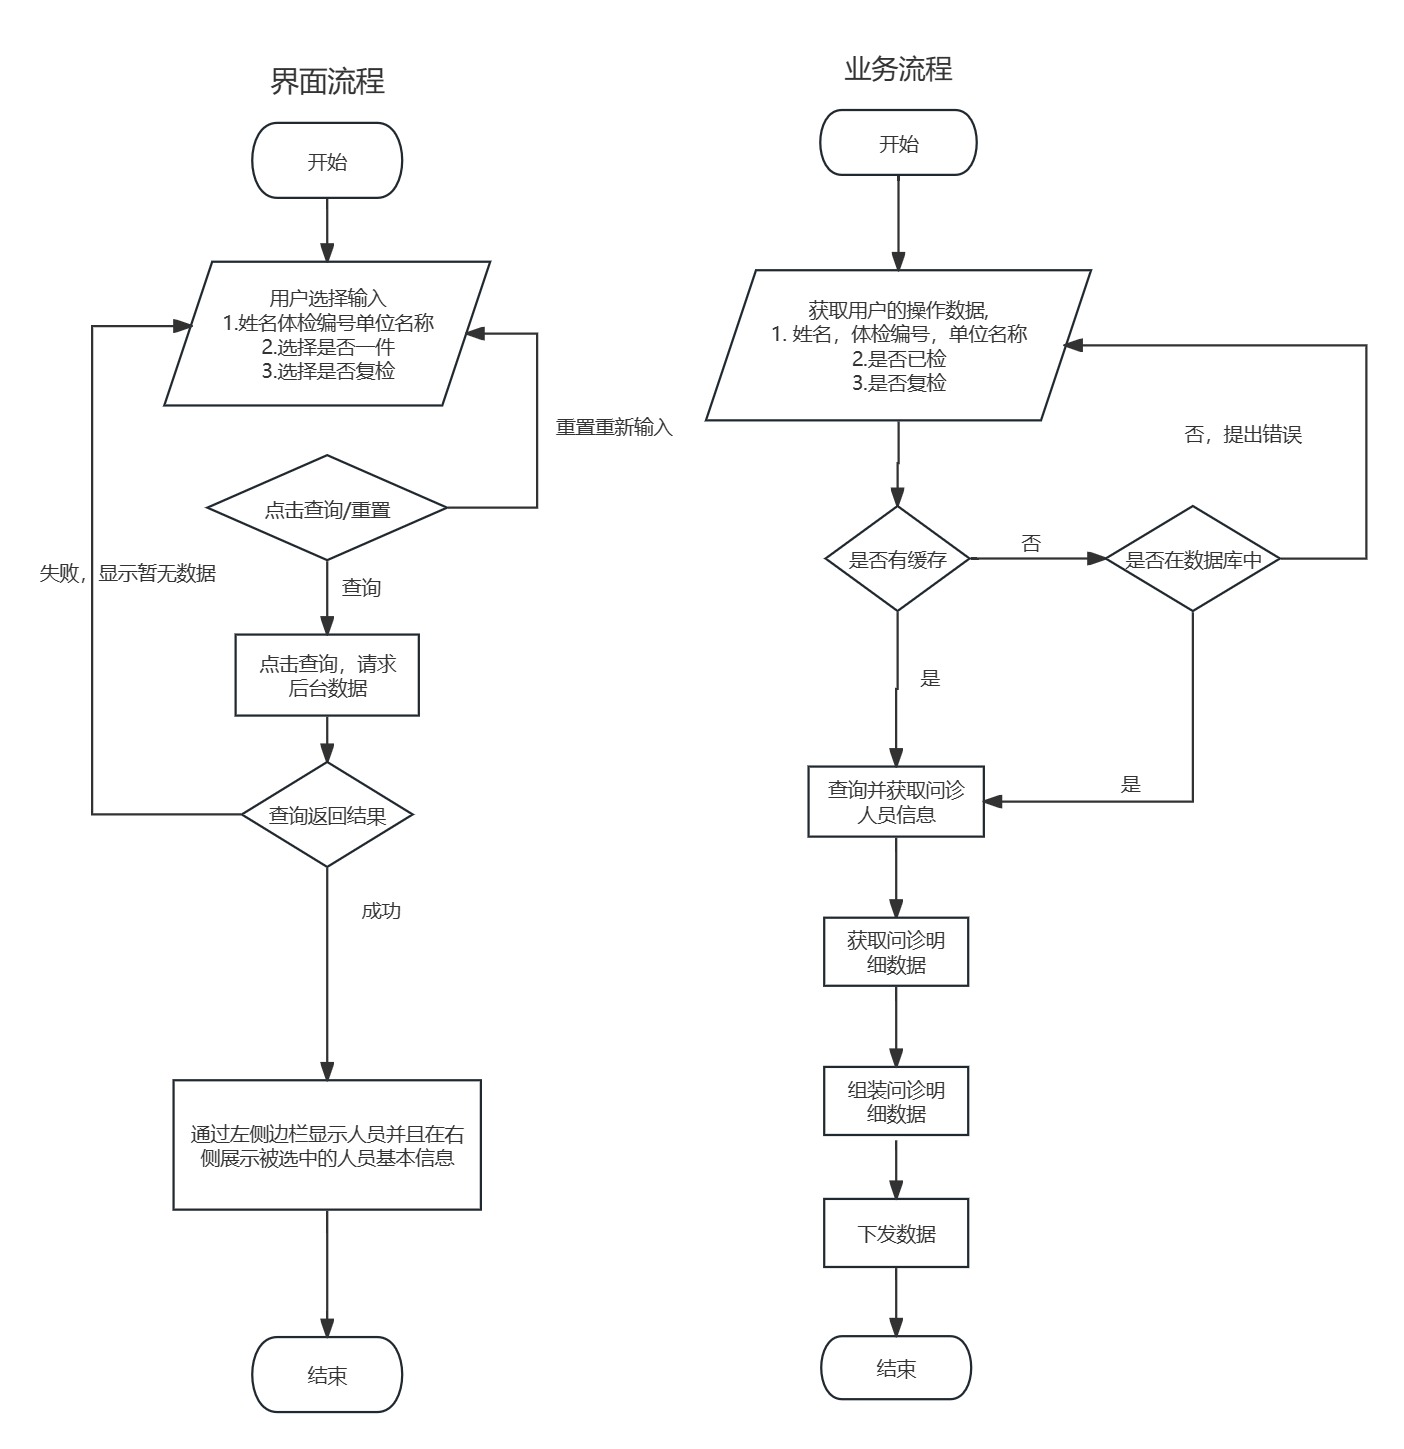 界面流程
开始
用户选择输入
1.姓名体检编号单位名称
2.选择是否一件
3.选择是否复检
重置重新输入
点击查询/重置
失败，显示暂无数据
查询
点击查询，请求
后台数据
查询返回结果
成功
通过左侧边栏显示人员并且在右
侧展示被选中的人员基本信息
结束
业务流程
开始
获取用户的操作数据,
1. 姓名，体检编号，单位名称
2.是否已检
3.是否复检
否，提出错误
是否有缓存
否
是否在数据库中
是
是
查询并获取问诊
人员信息
获取问诊明
细数据
组装问诊明
细数据
下发数据
结束